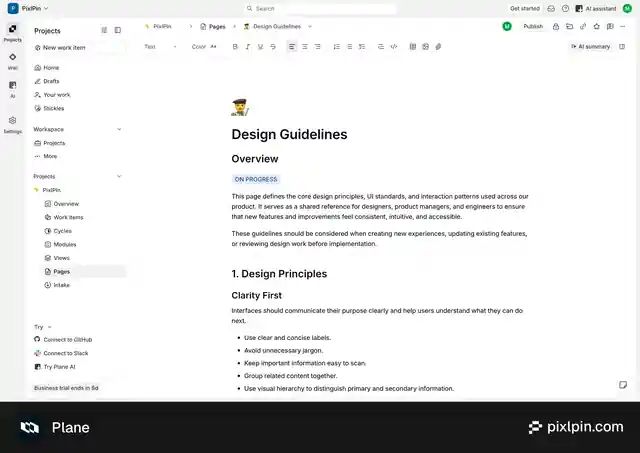 PixlPin
Search
Get started
AI assistant
M
Projects
Wiki
AI
Settings
Projects
New work item
Home
Drafts
Your work
Stickies
Workspace
Projects
More
Projects
PixlPin
Overview
Work items
Cycles
Modules
Views
Pages
Intake
Try
Connect to GitHub
Connect to Slack
Try Plane AI
Business trial ends in 8d
PixlPin
Pages
Design Guidelines
M
Publish
Text
Color
AI summary
Design Guidelines
Overview
ON PROGRESS
This page defines the core design principles, UI standards, and interaction patterns used across our
product. It serves as a shared reference for designers, product managers, and engineers to ensure
that new features and improvements feel consistent, intuitive, and accessible.
These guidelines should be considered when creating new experiences, updating existing features,
or reviewing design work before implementation.
1. Design Principles
Clarity First
Interfaces should communicate their purpose clearly and help users understand what they can do
next.
• Use clear and concise labels.
• Avoid unnecessary jargon.
• Keep important information easy to scan.
• Group related content together.
• Use visual hierarchy to distinguish primary and secondary information.
Plane
pixlpin.com